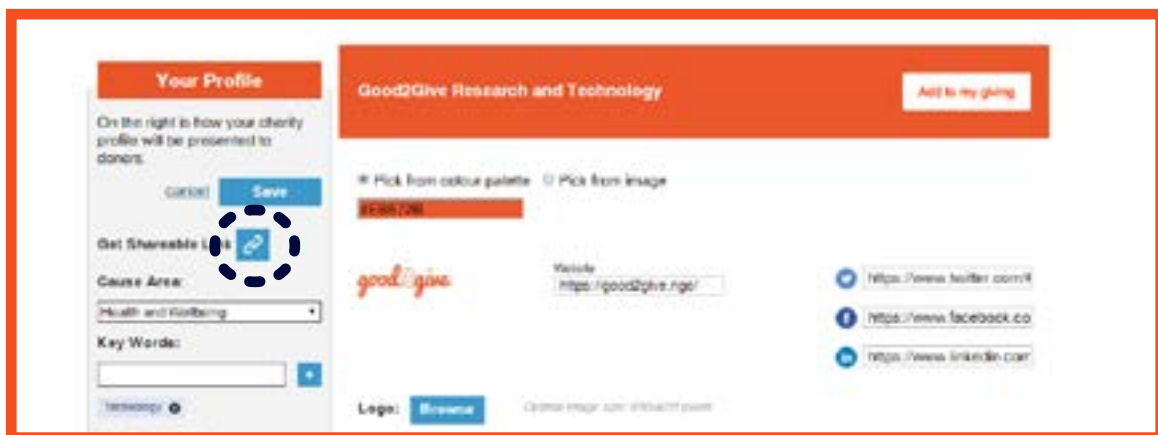 Your Profile
On the right is how your charity
profile will be presented to
donors.
cancel Save
Get Shareable Link
Cause Area:
Health and Wellbeing
Key Words:
technology
Good2Give Research and Technology
Add to my giving
Pick from colour palette Pick from image
good2give
Website
https://good2give.ngo/
https://www.twitter.com/
https://www.facebook.co
https://www.linkedin.com
Logo: Browse